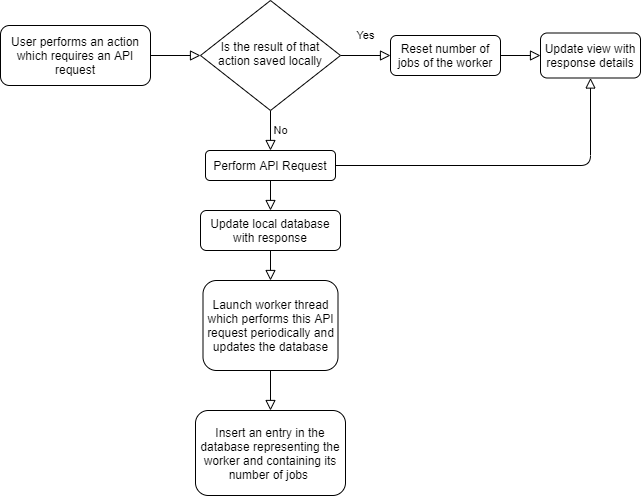 User performs an action
which requires an API
request
Is the result of that
action saved locally
Yes
Reset number of
jobs of the worker
Update view with
response details
No
Perform API Request
Update local database
with response
Launch worker thread
which performs this API
request periodically and
updates the database
Insert an entry in the
database representing the
worker and containing its
number of jobs